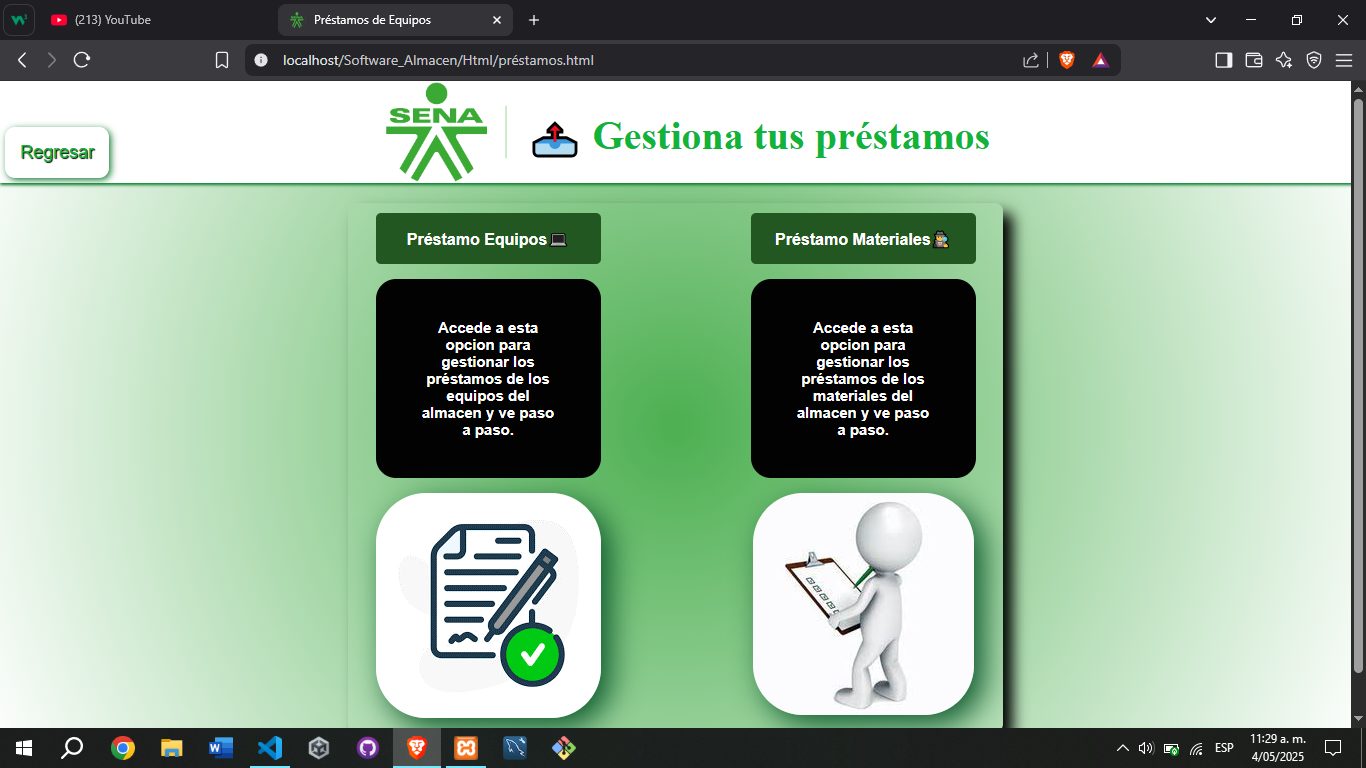 (213) YouTube
Préstamos de Equipos
localhost/Software_Almacen/Html/préstamos.html
Regresar
SENA
Gestiona tus préstamos
Préstamo Equipos
Préstamo Materiales
Accede a esta
opcion para
gestionar los
préstamos de los
equipos del
almacen y ve paso
a paso.
Accede a esta
opcion para
gestionar los
préstamos de los
materiales del
almacen y ve paso
a paso.
ESP
11:29 a. m.
4/05/2025